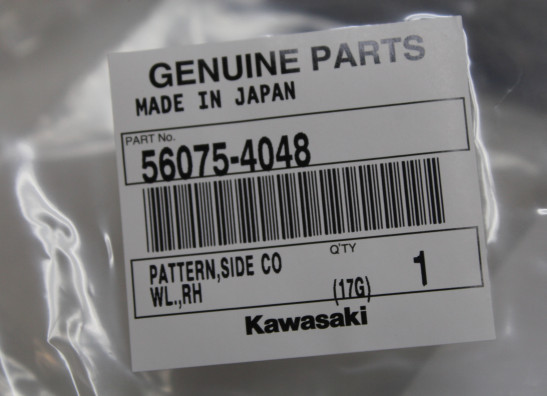 GENUINE PARTS
MADE IN JAPAN
PART No.
56075-4048
PATTERN,SIDE CO
WL.,RH
Q'TY
(17G)
1
Kawasaki